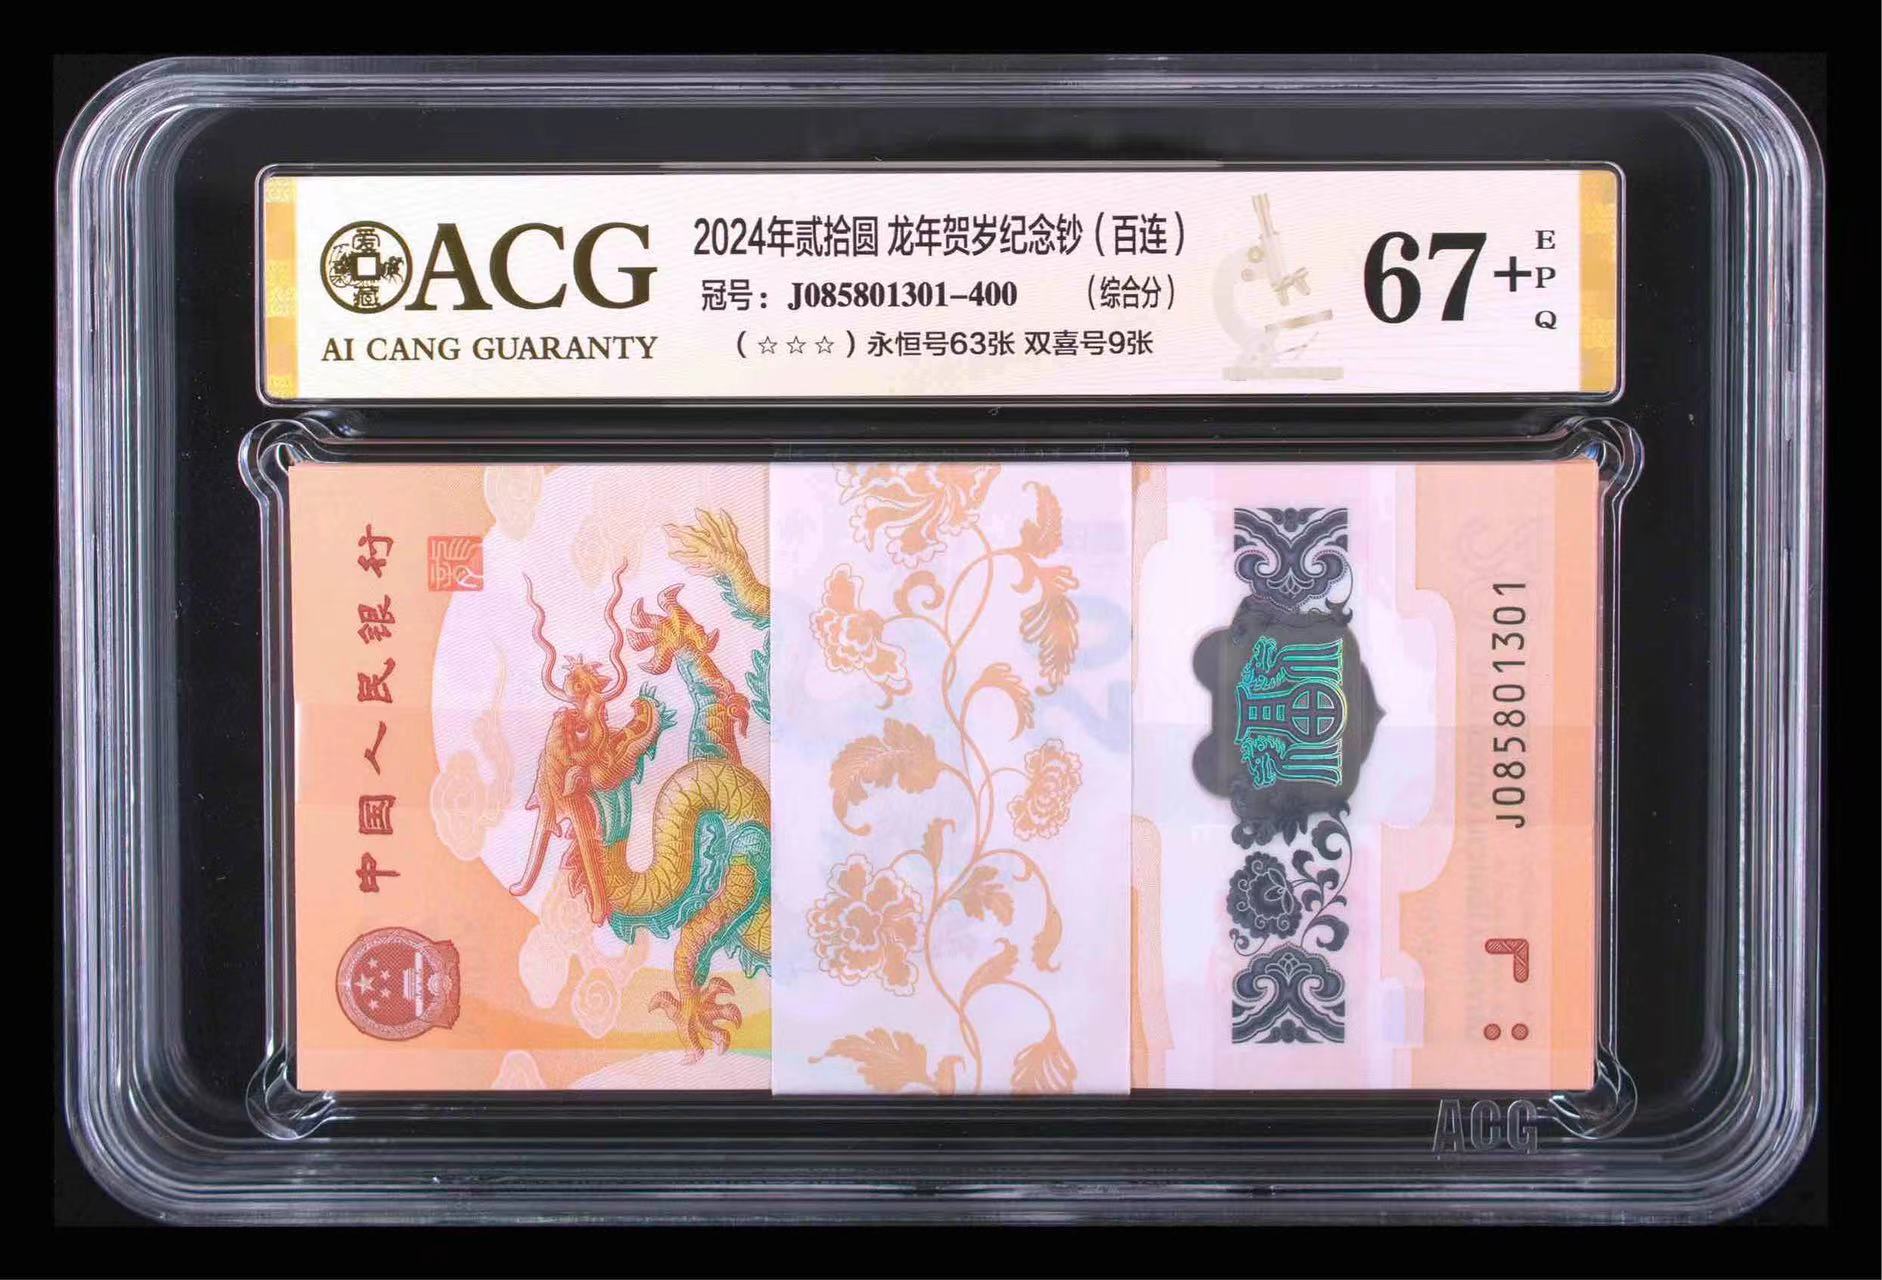 ACG
AI CANG GUARANTY
2024年贰拾圆 龙年贺岁纪念钞（百连）
冠号：J085801301-400 （综合分）
（☆☆☆）永恒号63张 双喜号9张
67+
EPQ
中国人民银行
J085801301
ACG